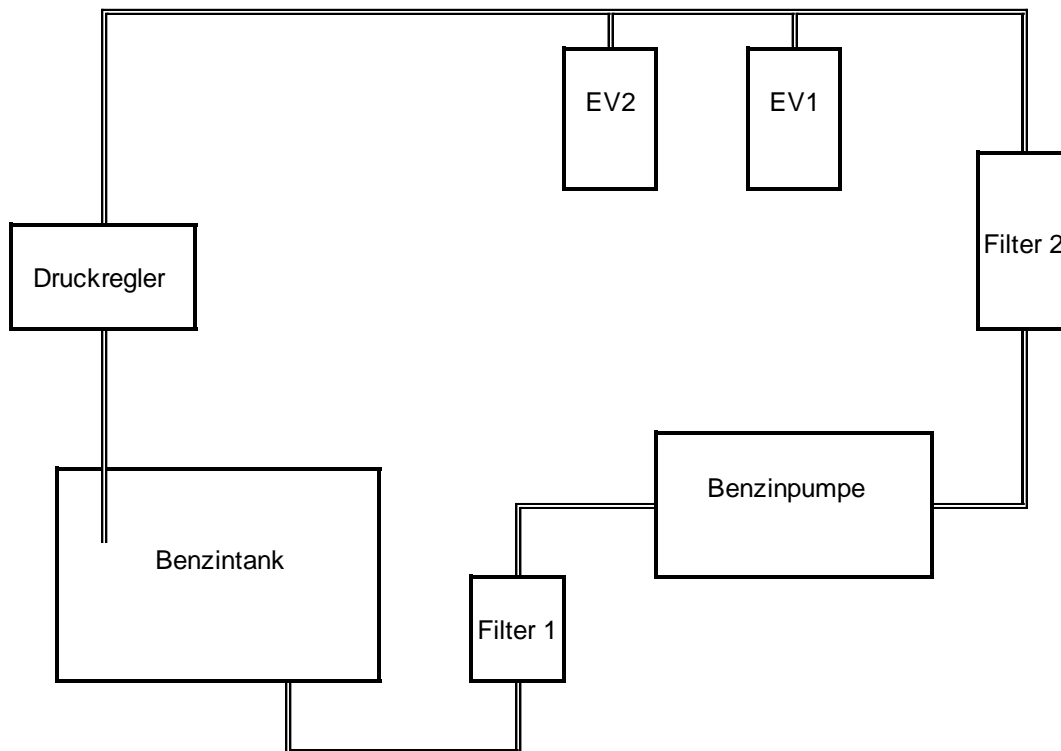 EV2
EV1
Filter 2
Druckregler
Benzinpumpe
Benzintank
Filter 1